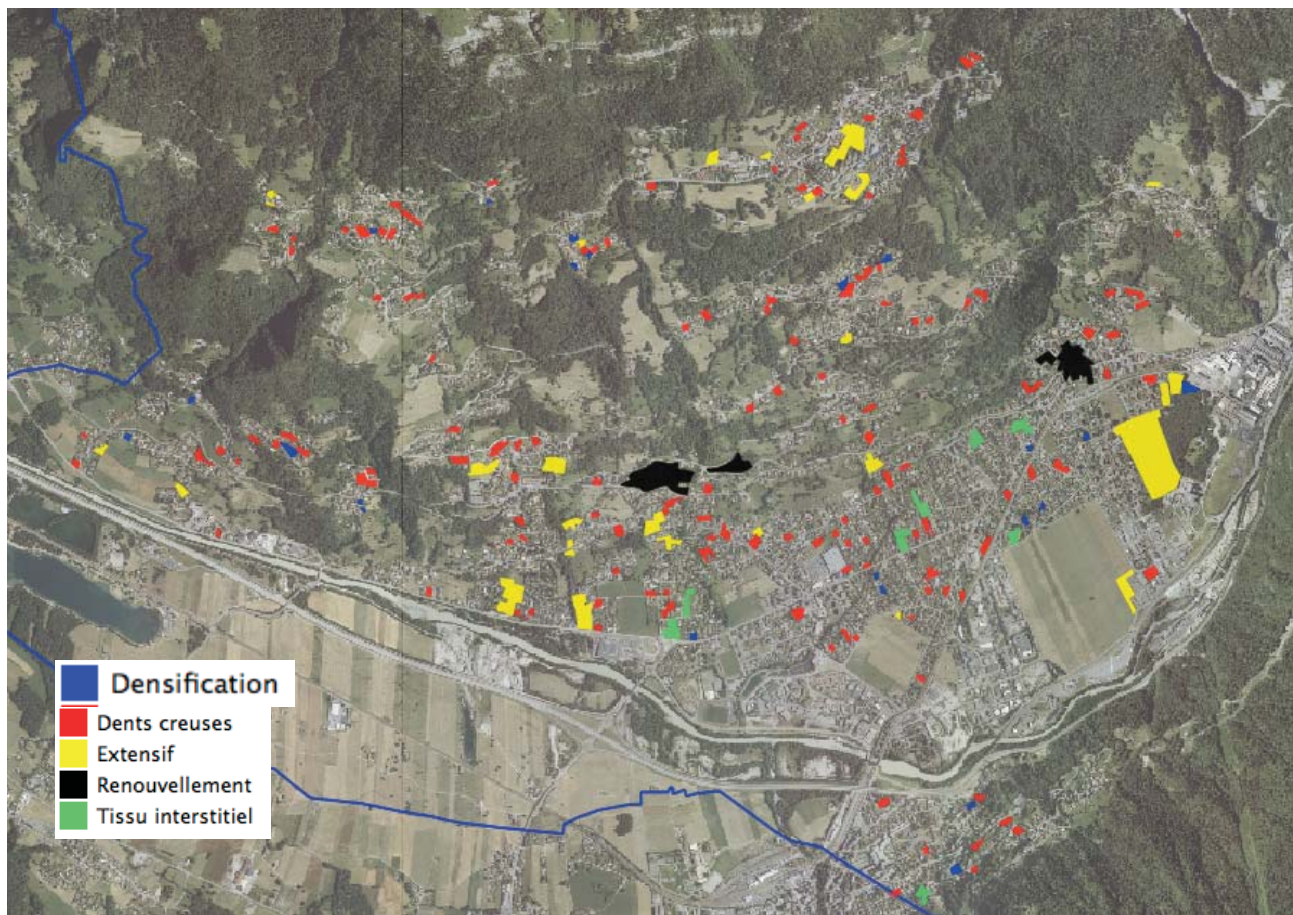 Densification
Dents creuses
Extensif
Renouvellement
Tissu interstitiel